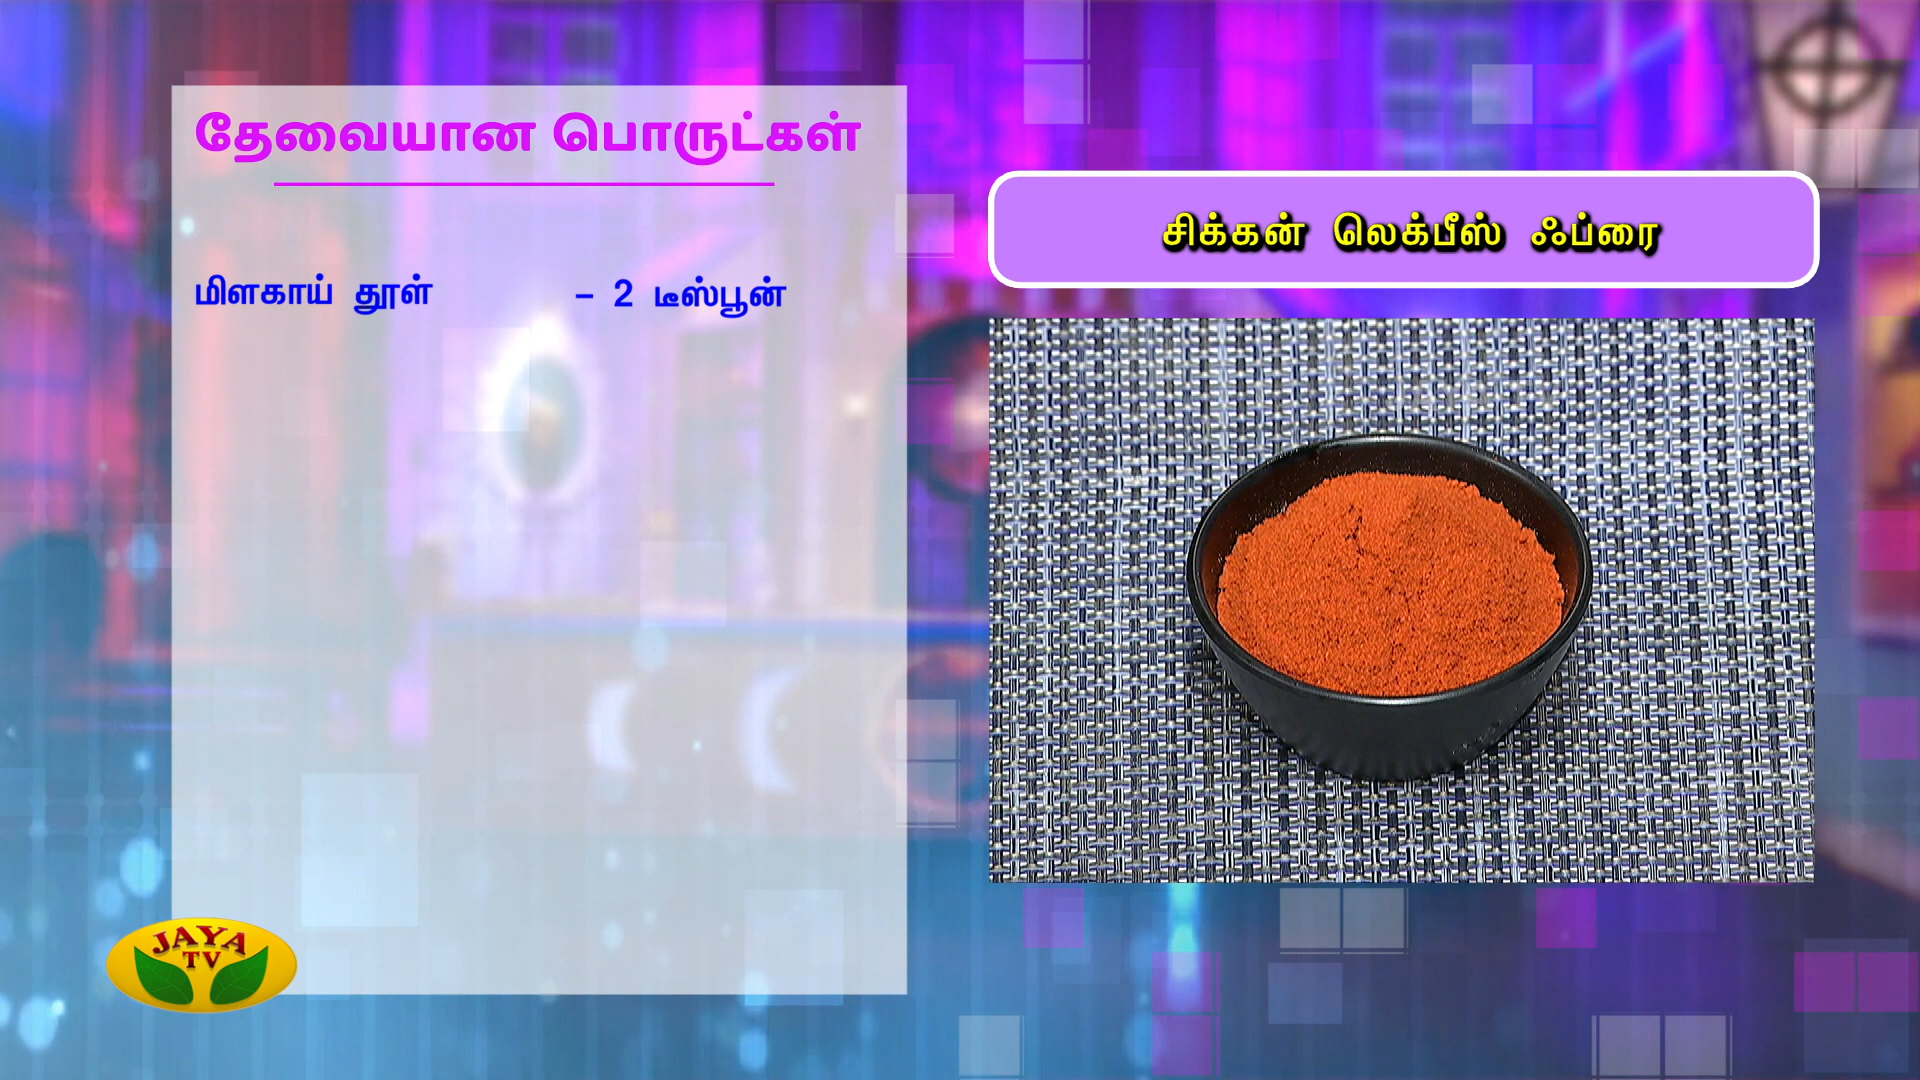 தேவையான பொருட்கள்
மிளகாய் தூள் – 2 டீஸ்பூன்
சிக்கன் லெக்பீஸ் ஃப்ரை
JAYA
TV